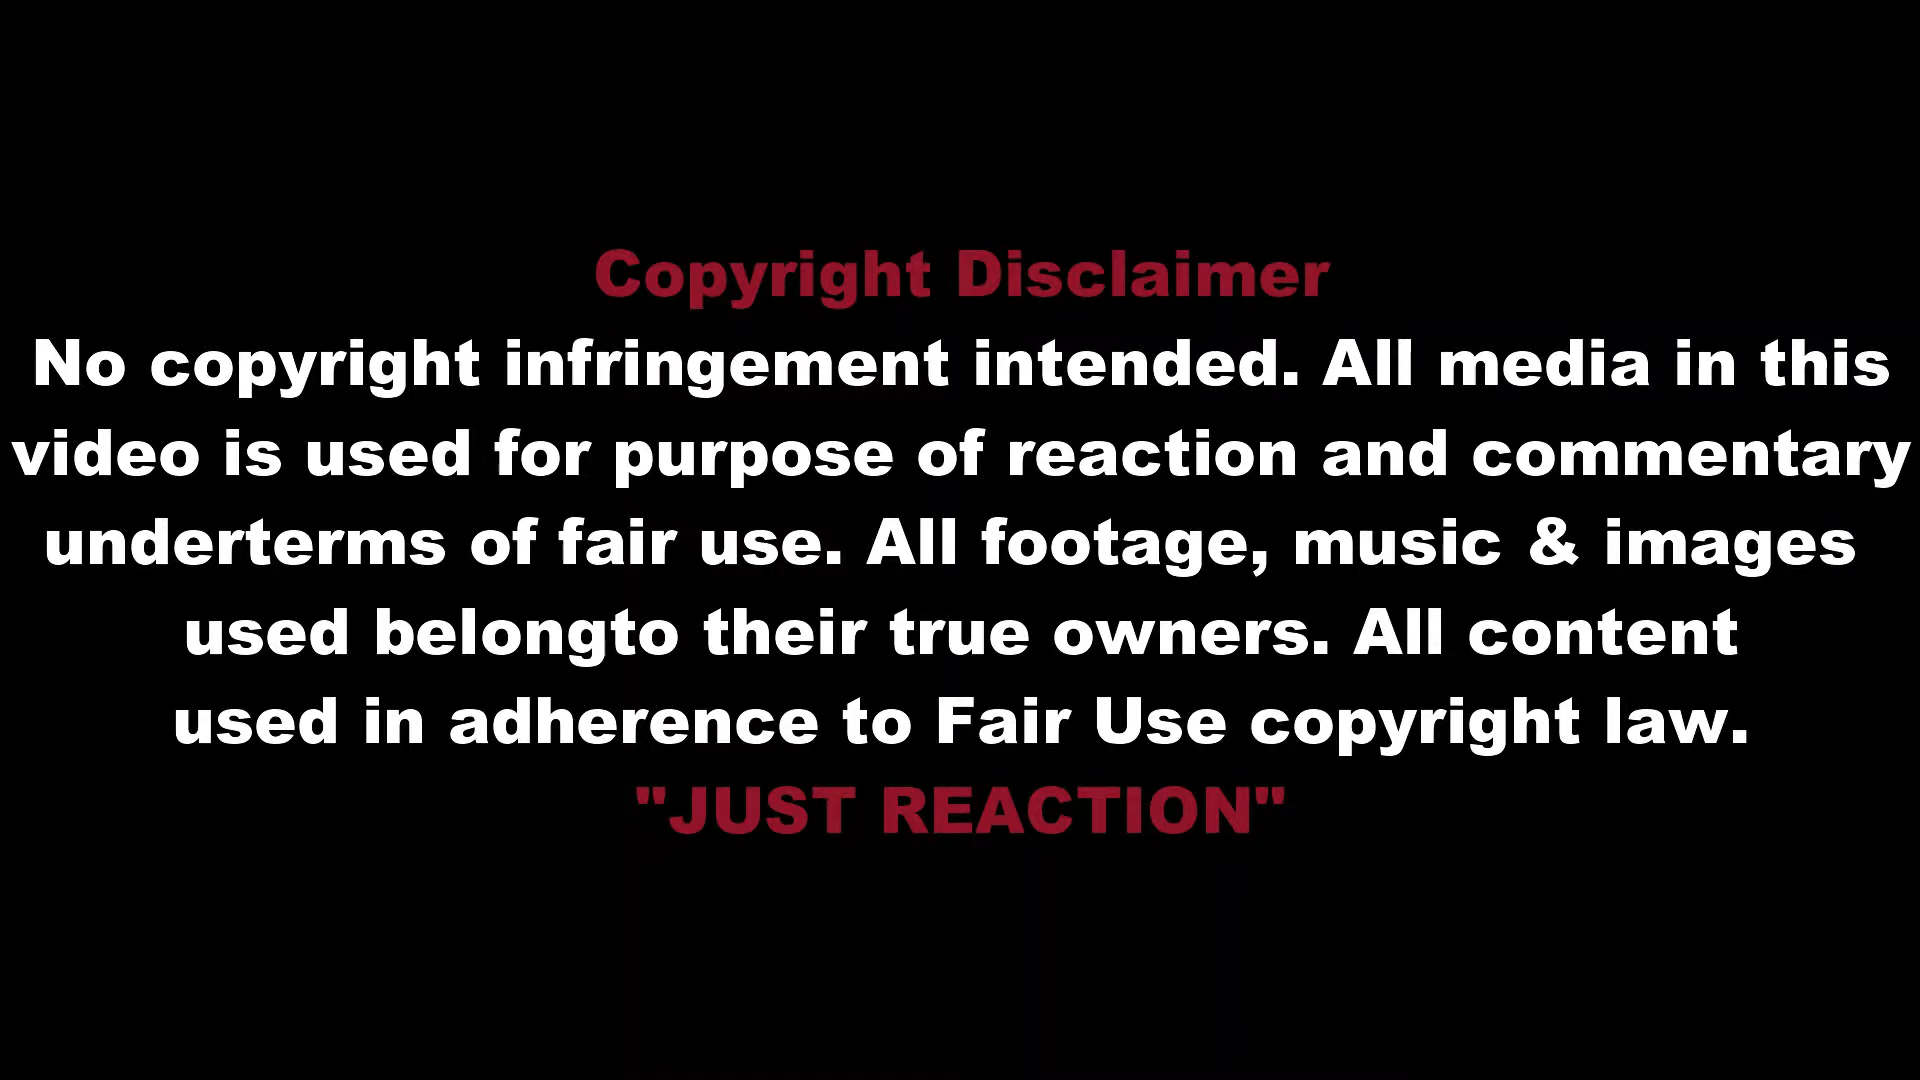 Copyright Disclaimer
No copyright infringement intended. All media in this
video is used for purpose of reaction and commentary
underterms of fair use. All footage, music & images
used belongto their true owners. All content
used in adherence to Fair Use copyright law.
"JUST REACTION"